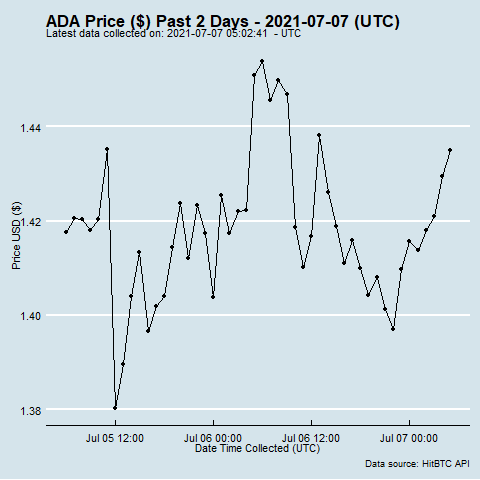 ADA Price ($) Past 2 Days - 2021-07-07 (UTC)
Latest data collected on: 2021-07-07 05:02:41  - UTC
1.44
1.42
1.40
1.38
Price USD ($)
Jul 05 12:00 Jul 06 00:00 Jul 06 12:00 Jul 07 00:00
Date Time Collected (UTC)
Data source: HitBTC API